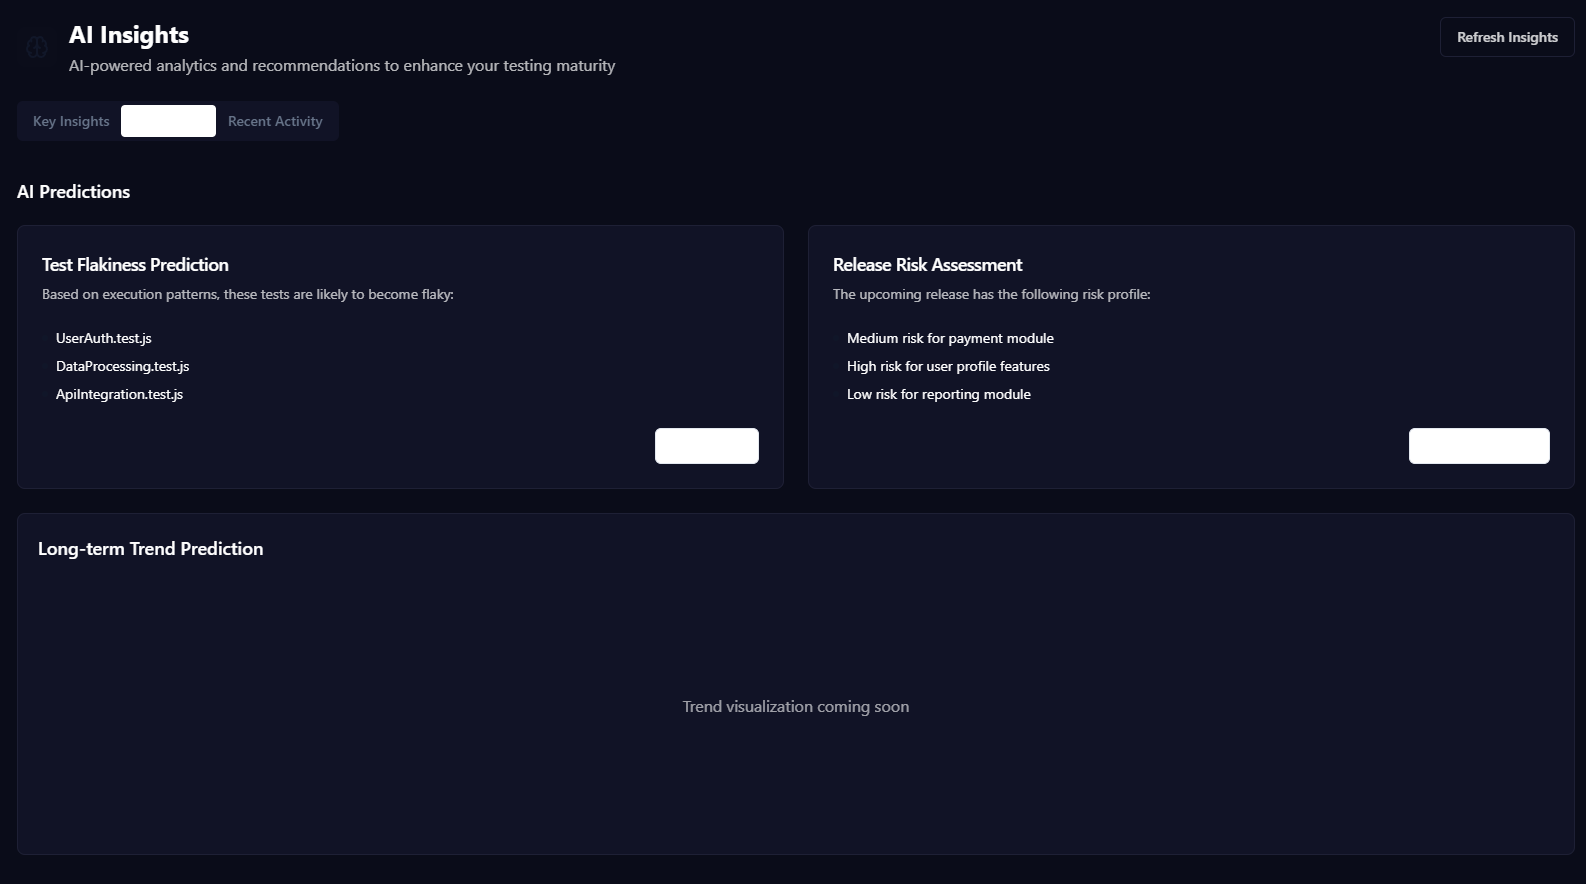 AI Insights
AI-powered analytics and recommendations to enhance your testing maturity
Refresh Insights
Key Insights
Recent Activity
AI Predictions
Test Flakiness Prediction
Based on execution patterns, these tests are likely to become flaky:
UserAuth.test.js
DataProcessing.test.js
ApiIntegration.test.js
Release Risk Assessment
The upcoming release has the following risk profile:
Medium risk for payment module
High risk for user profile features
Low risk for reporting module
Long-term Trend Prediction
Trend visualization coming soon